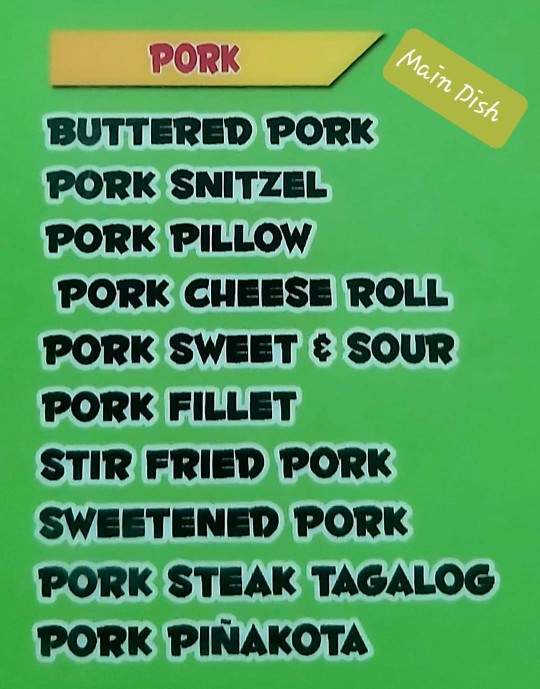 PORK
Main Dish
BUTTERED PORK
PORK SNITZEL
PORK PILLOW
PORK CHEESE ROLL
PORK SWEET & SOUR
PORK FILLET
STIR FRIED PORK
SWEETENED PORK
PORK STEAK TAGALOG
PORK PIÑAKOTA